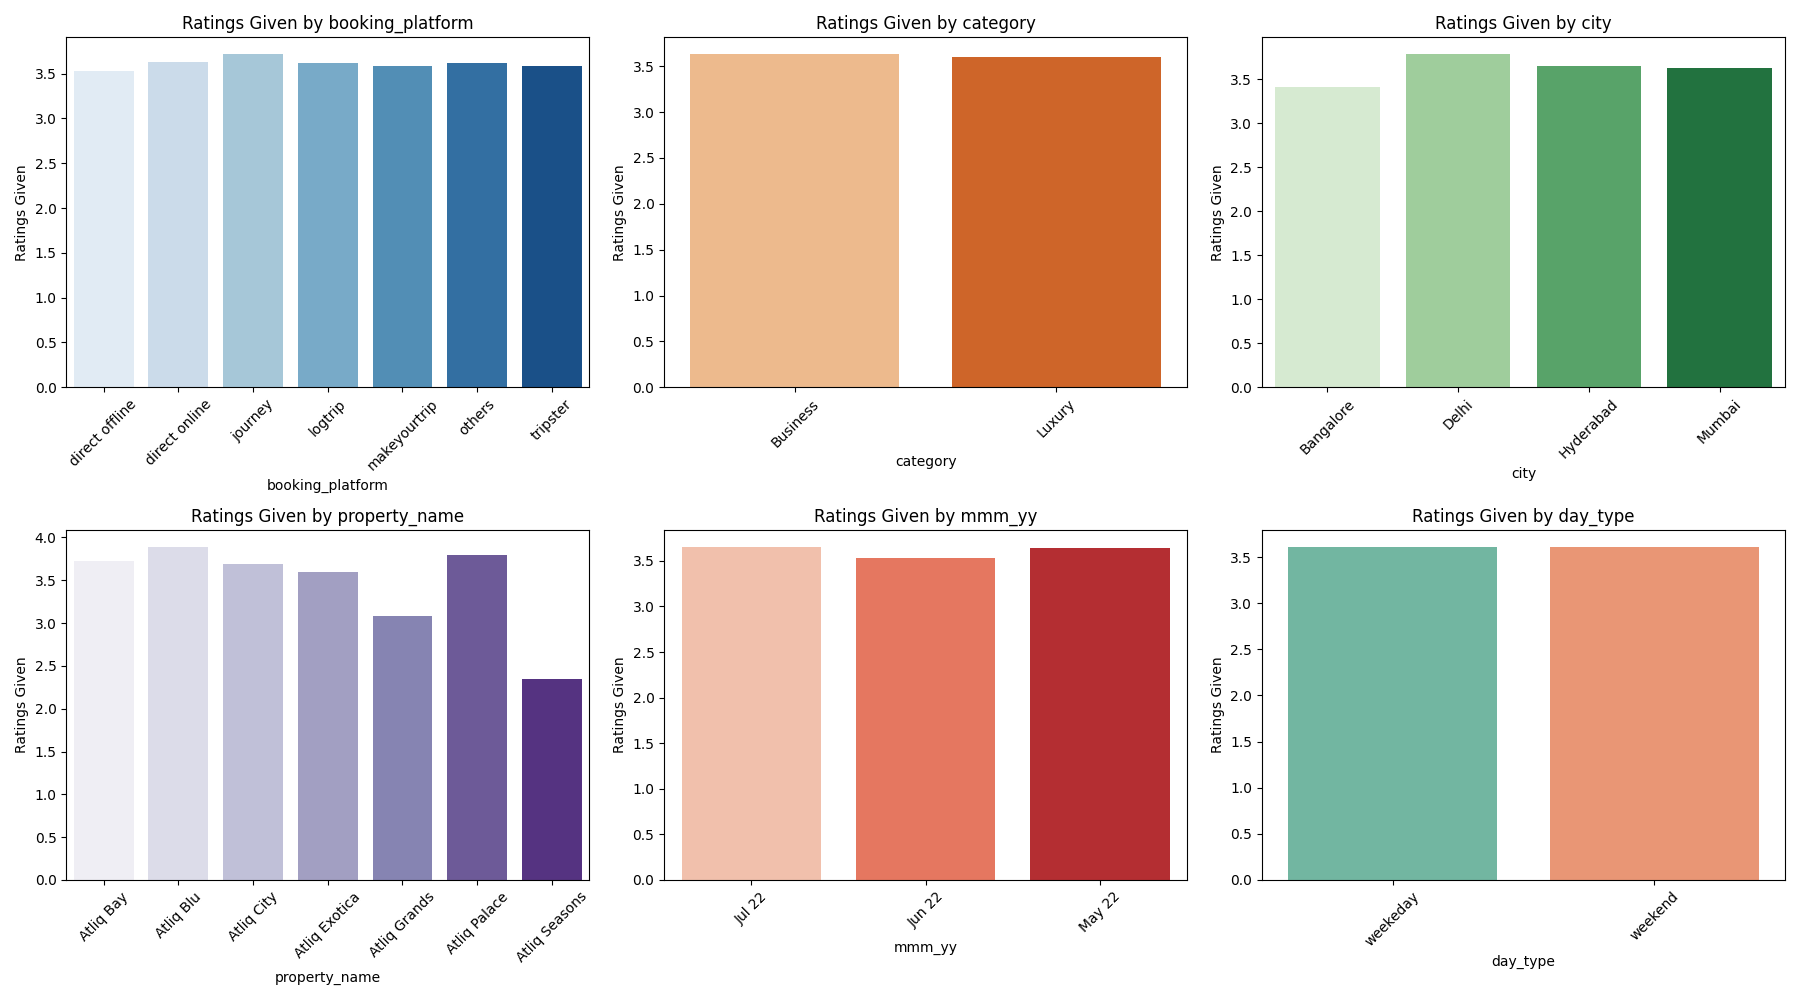 Ratings Given by booking_platform
Ratings Given
3.5
3.0
2.5
2.0
1.5
1.0
0.5
0.0
direct offline
direct online
journey
logtrip
makeyourtrip
others
tripster
booking_platform
Ratings Given by category
Ratings Given
3.5
3.0
2.5
2.0
1.5
1.0
0.5
0.0
Business
Luxury
category
Ratings Given by city
Ratings Given
3.5
3.0
2.5
2.0
1.5
1.0
0.5
0.0
Bangalore
Delhi
Hyderabad
Mumbai
city
Ratings Given by property_name
Ratings Given
4.0
3.5
3.0
2.5
2.0
1.5
1.0
0.5
0.0
Atliq Bay
Atliq Blu
Atliq City
Atliq Exotica
Atliq Grands
Atliq Palace
Atliq Seasons
property_name
Ratings Given by mmm_yy
Ratings Given
3.5
3.0
2.5
2.0
1.5
1.0
0.5
0.0
Jul 22
Jun 22
May 22
mmm_yy
Ratings Given by day_type
Ratings Given
3.5
3.0
2.5
2.0
1.5
1.0
0.5
0.0
weekeday
weekend
day_type